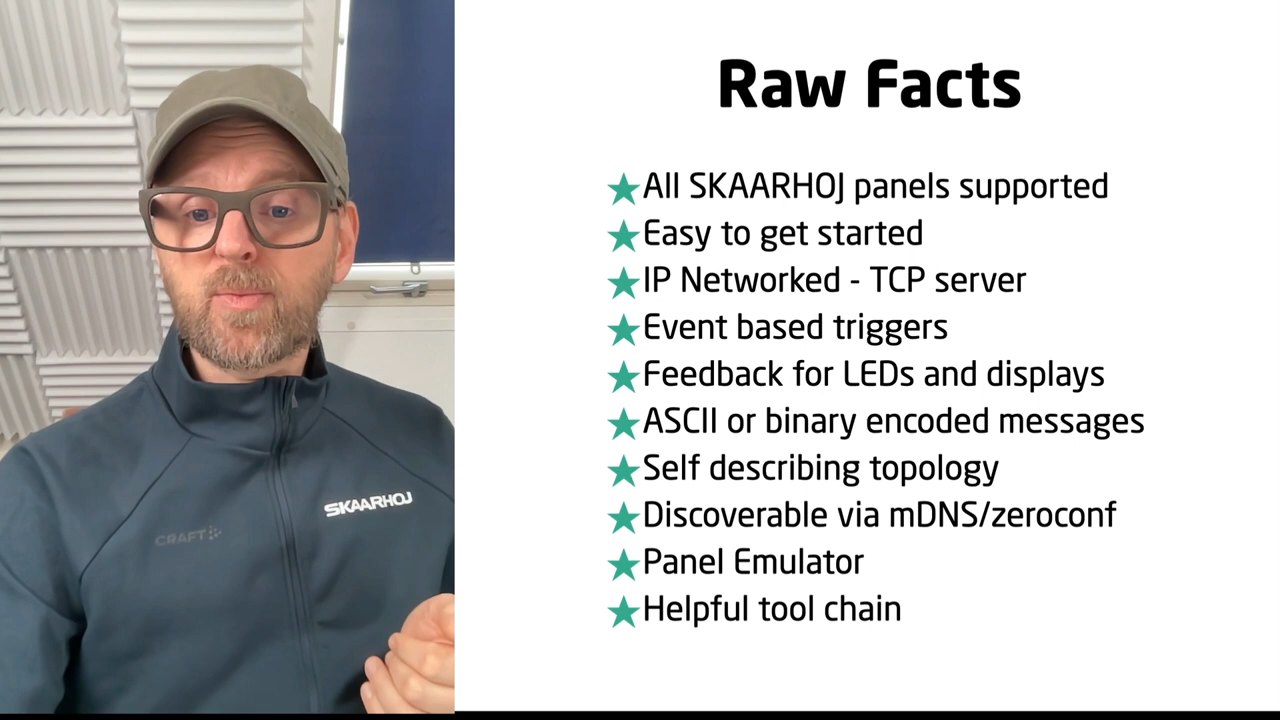 Raw Facts
All SKAARHOJ panels supported
Easy to get started
IP Networked - TCP server
Event based triggers
Feedback for LEDs and displays
ASCII or binary encoded messages
Self describing topology
Discoverable via mDNS/zeroconf
Panel Emulator
Helpful tool chain
SKAARHOJ
CRAFT